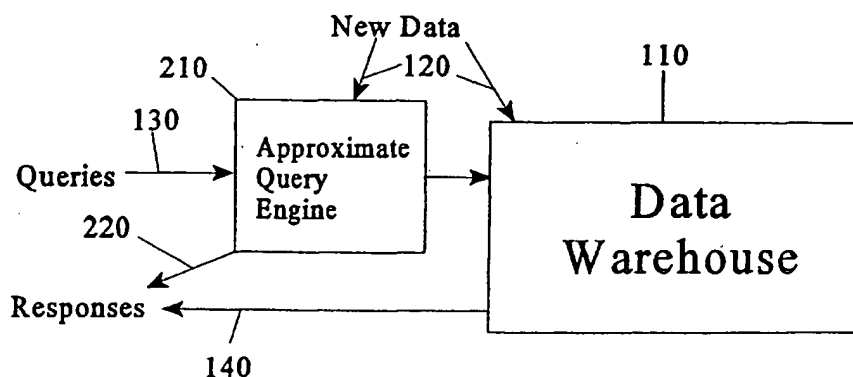 New Data
210
120
110
130
Approximate
Query
Engine
Queries
Data
Warehouse
220
Responses
140